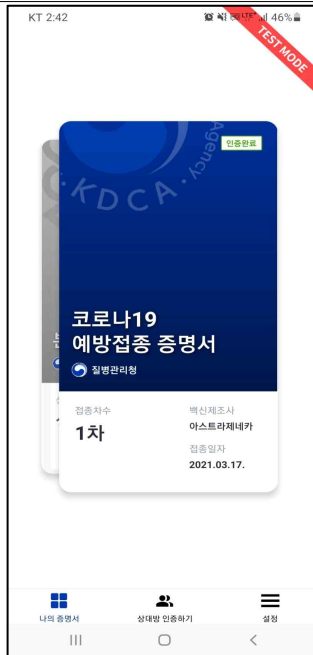 KT 2:42
46%
TEST MODE
Agency
인증완료
KDCA
코로나19
예방접종 증명서
질병관리청
접종차수
백신제조사
1차
아스트라제네카
접종일자
2021.03.17.
나의 증명서
상대방 인증하기
설정